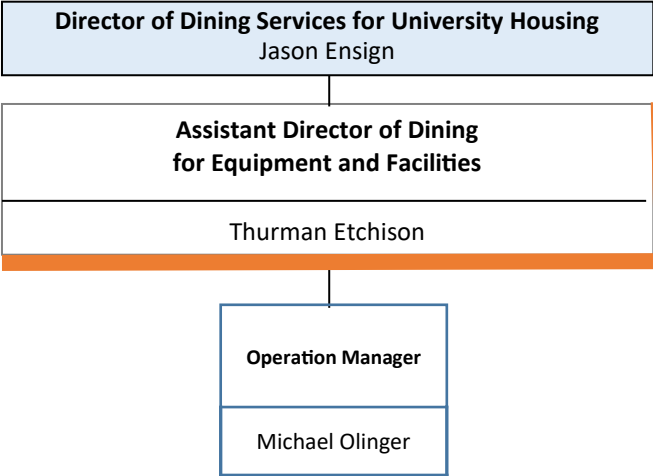 Director of Dining Services for University Housing
Jason Ensign
Assistant Director of Dining
for Equipment and Facilities
Thurman Etchison
Operation Manager
Michael Olinger